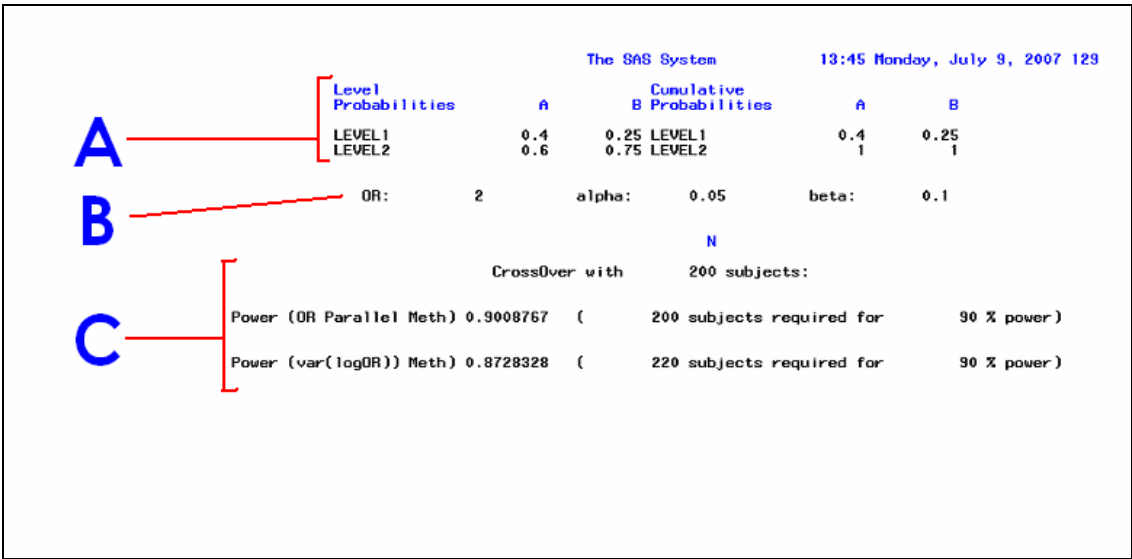 The SAS System 13:45 Monday, July 9, 2007 129
Level Cumulative
Probabilities A B Probabilities A B
LEVEL1 0.4 0.25 LEVEL1 0.4 0.25
LEVEL2 0.6 0.75 LEVEL2 1 1
A
OR: 2 alpha: 0.05 beta: 0.1
B
N
CrossOver with 200 subjects:
Power (OR Parallel Meth) 0.9008767 ( 200 subjects required for 90 % power)
C
Power (var(logOR)) Meth) 0.8728328 ( 220 subjects required for 90 % power)